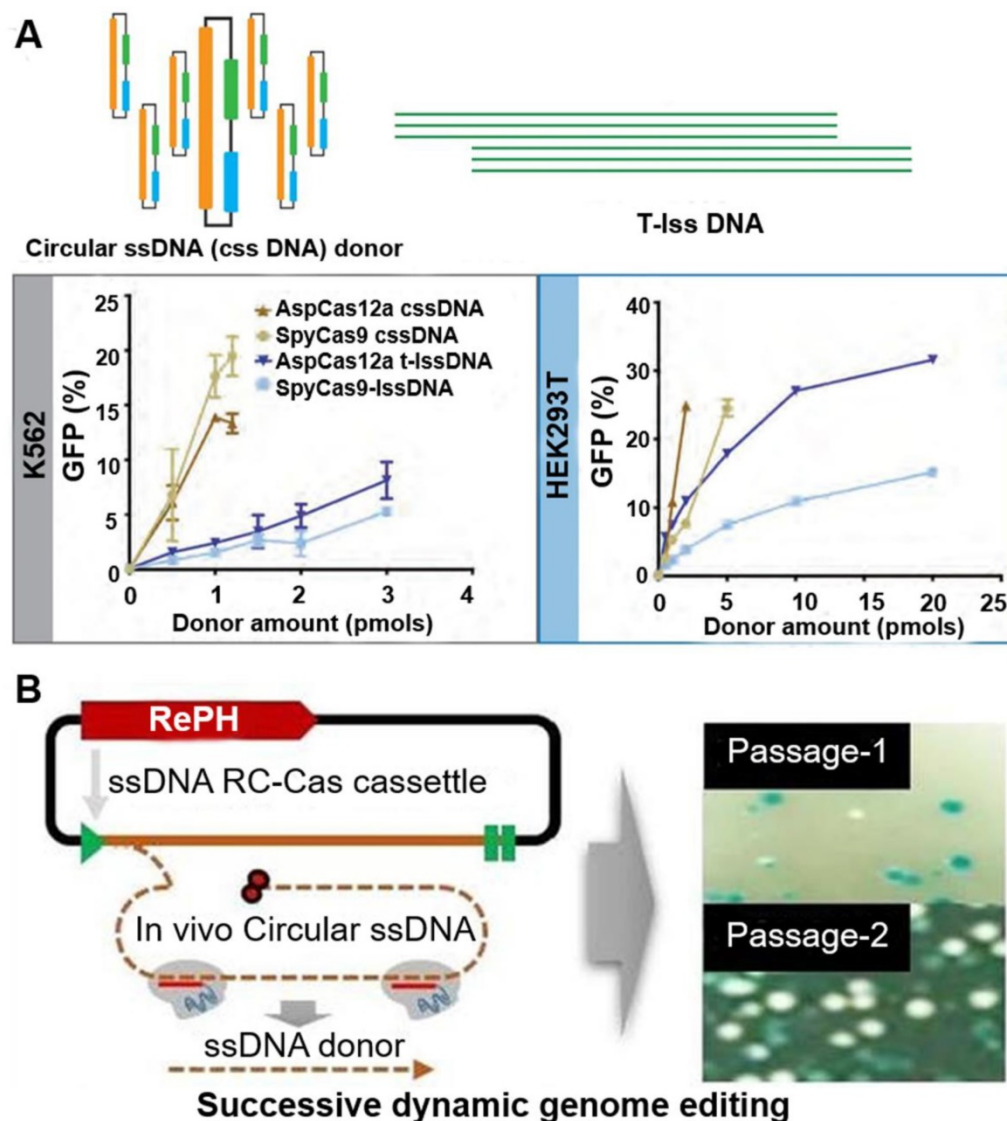 A
Circular ssDNA (css DNA) donor
T-lss DNA
K562
GFP (%)
25
20
15
10
5
0
0 1 2 3 4
Donor amount (pmols)
AspCas12a cssDNA
SpyCas9 cssDNA
AspCas12a t-lssDNA
SpyCas9-lssDNA
HEK293T
GFP (%)
40
30
20
10
0
0 5 10 15 20 25
Donor amount (pmols)
B
RePH
ssDNA RC-Cas cassettle
In vivo Circular ssDNA
ssDNA donor
Passage-1
Passage-2
Successive dynamic genome editing